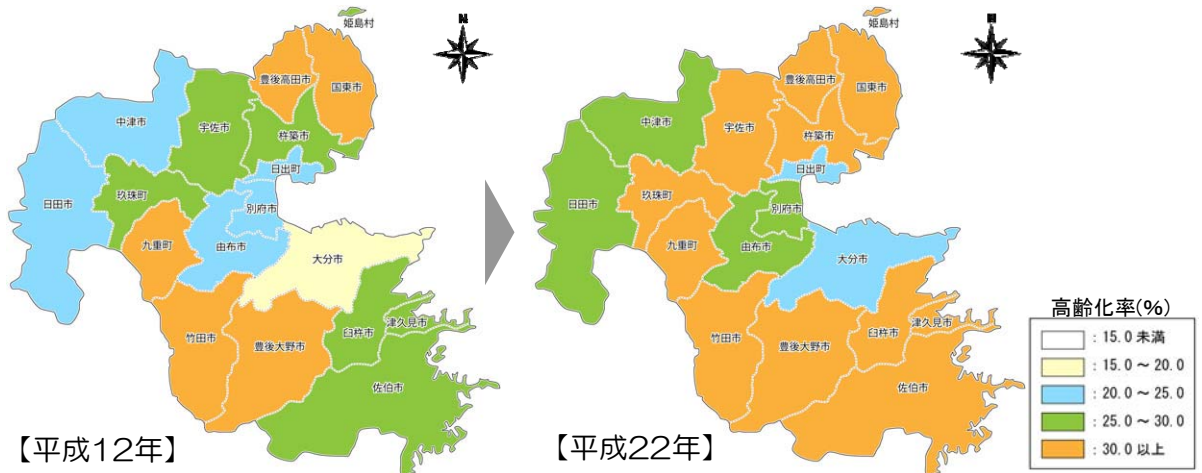 N
姫島村
豊後高田市
国東市
中津市
宇佐市
杵築市
日出町
日田市
玖珠町
別府市
九重町
由布市
大分市
竹田市
豊後大野市
臼杵市
津久見市
佐伯市
【平成12年】
姫島村
豊後高田市
国東市
中津市
宇佐市
杵築市
日出町
日田市
玖珠町
別府市
九重町
由布市
大分市
竹田市
豊後大野市
臼杵市
津久見市
佐伯市
【平成22年】
高齢化率(%)
: 15.0 未満
: 15.0 ～ 20.0
: 20.0 ～ 25.0
: 25.0 ～ 30.0
: 30.0 以上